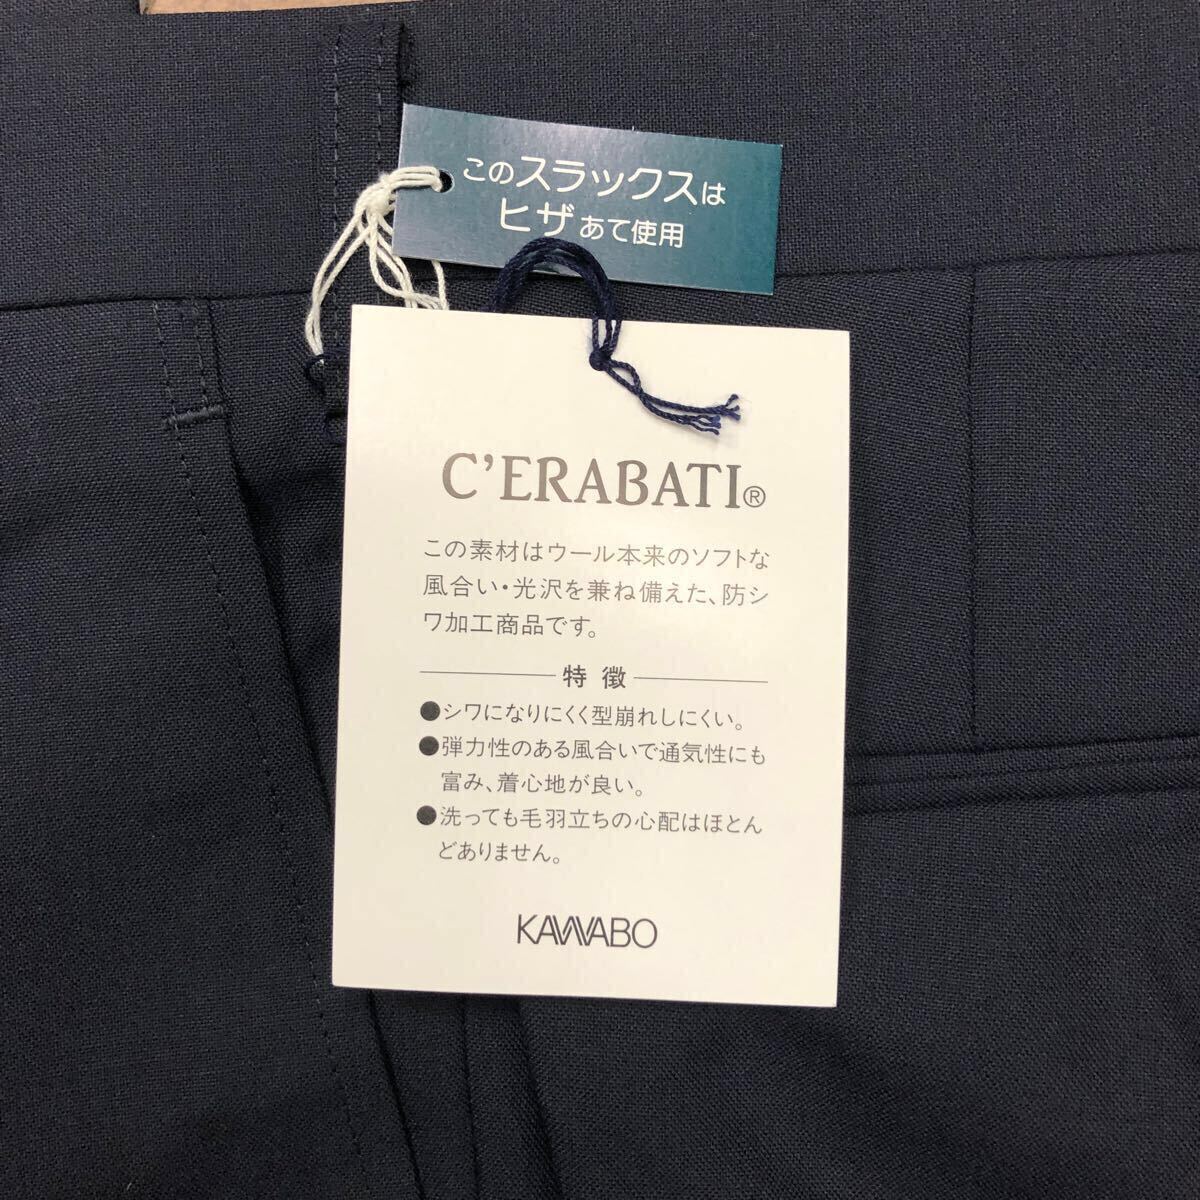 このスラックスは
ヒザあて使用
C'ERABATI®
この素材はウール本来のソフトな
風合い・光沢を兼ね備えた、防シ
ワ加工商品です。
特徴
●シワになりにくく型崩れしにくい。
●弾力性のある風合いで通気性にも
富み、着心地が良い。
●洗っても毛羽立ちの心配はほとん
どありません。
KAWABO